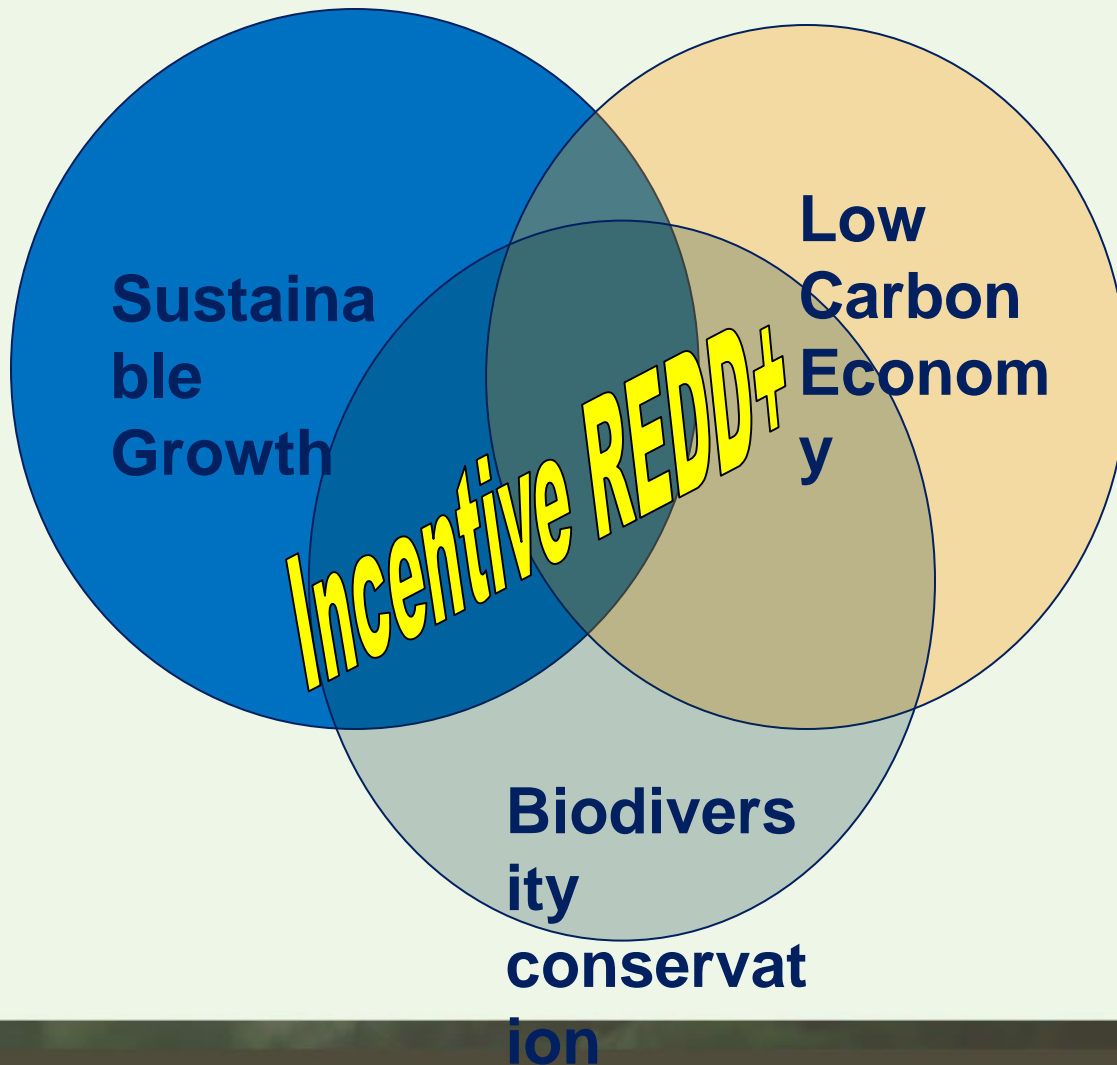 Sustaina
ble
Growth
Low
Carbon
Econom
y
Incentive REDD+
Biodivers
ity
conservat
ion